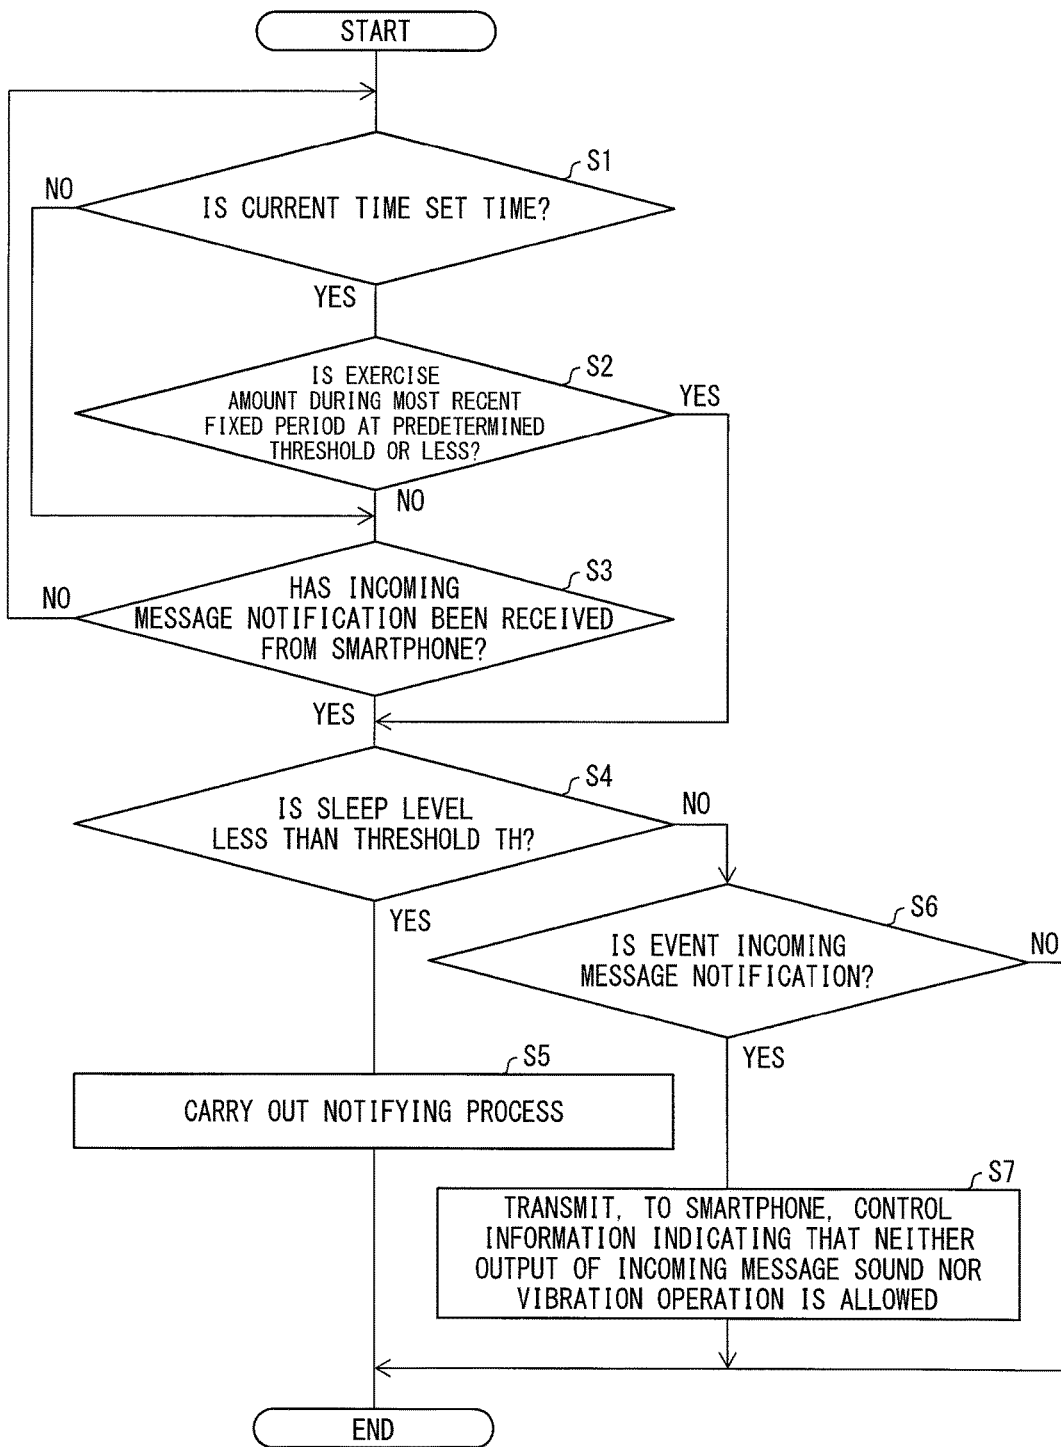 START
S1
NO
IS CURRENT TIME SET TIME?
YES
S2
IS EXERCISE
AMOUNT DURING MOST RECENT
FIXED PERIOD AT PREDETERMINED
THRESHOLD OR LESS?
YES
NO
S3
NO
HAS INCOMING
MESSAGE NOTIFICATION BEEN RECEIVED
FROM SMARTPHONE?
YES
S4
IS SLEEP LEVEL
LESS THAN THRESHOLD TH?
NO
YES
S6
IS EVENT INCOMING
MESSAGE NOTIFICATION?
NO
YES
S5
CARRY OUT NOTIFYING PROCESS
S7
TRANSMIT, TO SMARTPHONE, CONTROL
INFORMATION INDICATING THAT NEITHER
OUTPUT OF INCOMING MESSAGE SOUND NOR
VIBRATION OPERATION IS ALLOWED
END